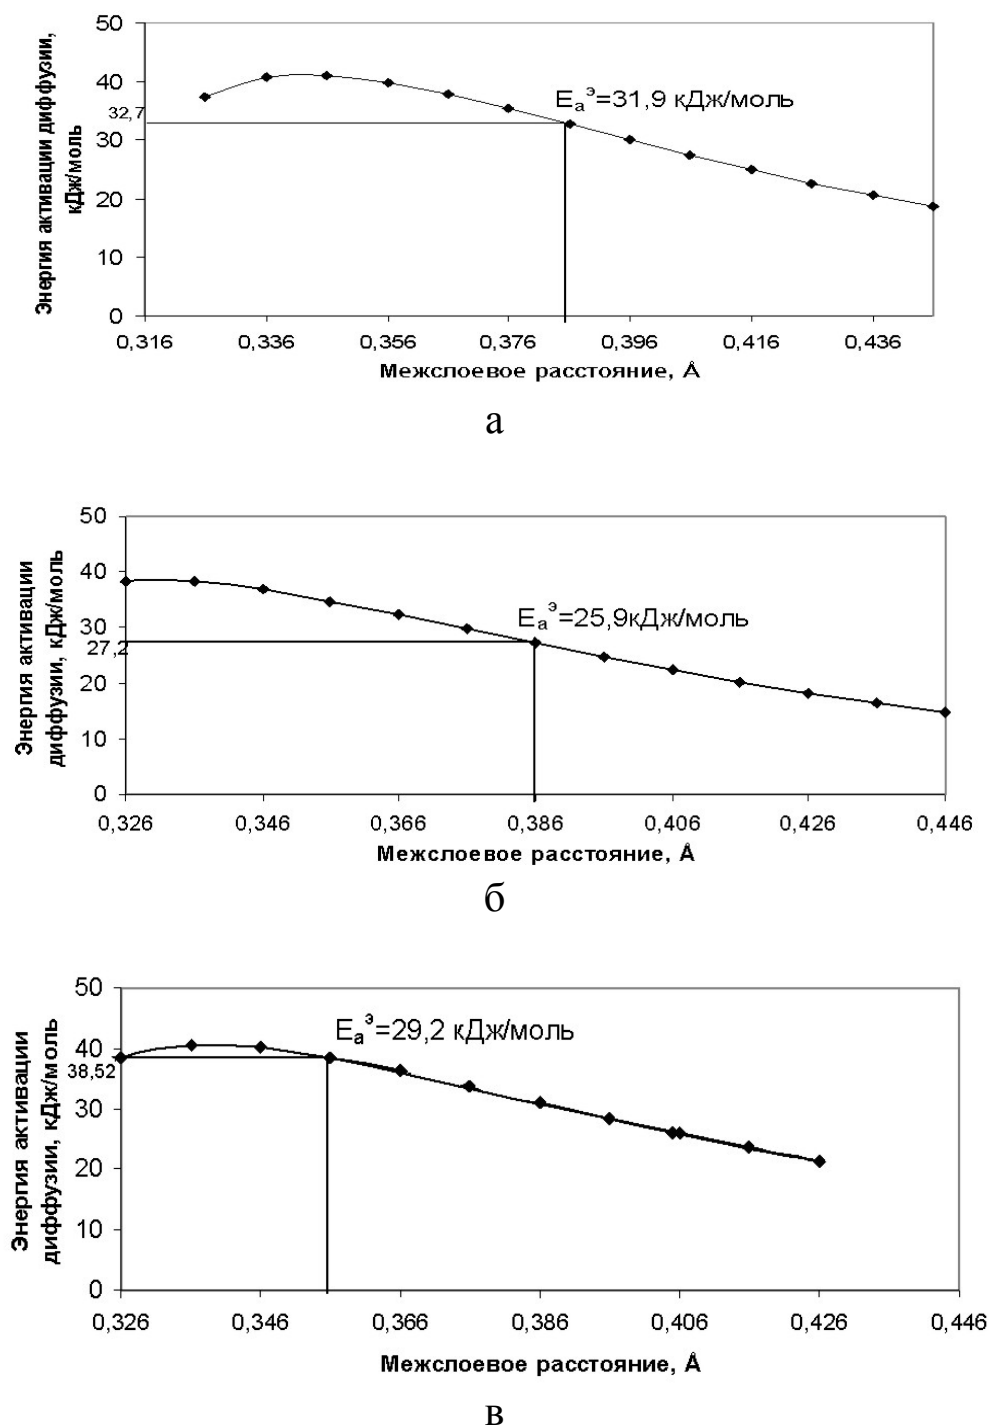 Энергия активации диффузии,
кДж/моль
50
40
32,7
30
20
10
0
Eₐᵉ=31,9 кДж/моль
0,316 0,336 0,356 0,376 0,396 0,416 0,436
Межслоевое расстояние, Å
а
Энергия активации
диффузии, кДж/моль
50
40
30
27,2
20
10
0
Eₐᵉ=25,9кДж/моль
0,326 0,346 0,366 0,386 0,406 0,426 0,446
Межслоевое расстояние, Å
б
Энергия активации
диффузии, кДж/моль
50
40
38,52
30
20
10
0
Eₐᵉ=29,2 кДж/моль
0,326 0,346 0,366 0,386 0,406 0,426 0,446
Межслоевое расстояние, Å
в